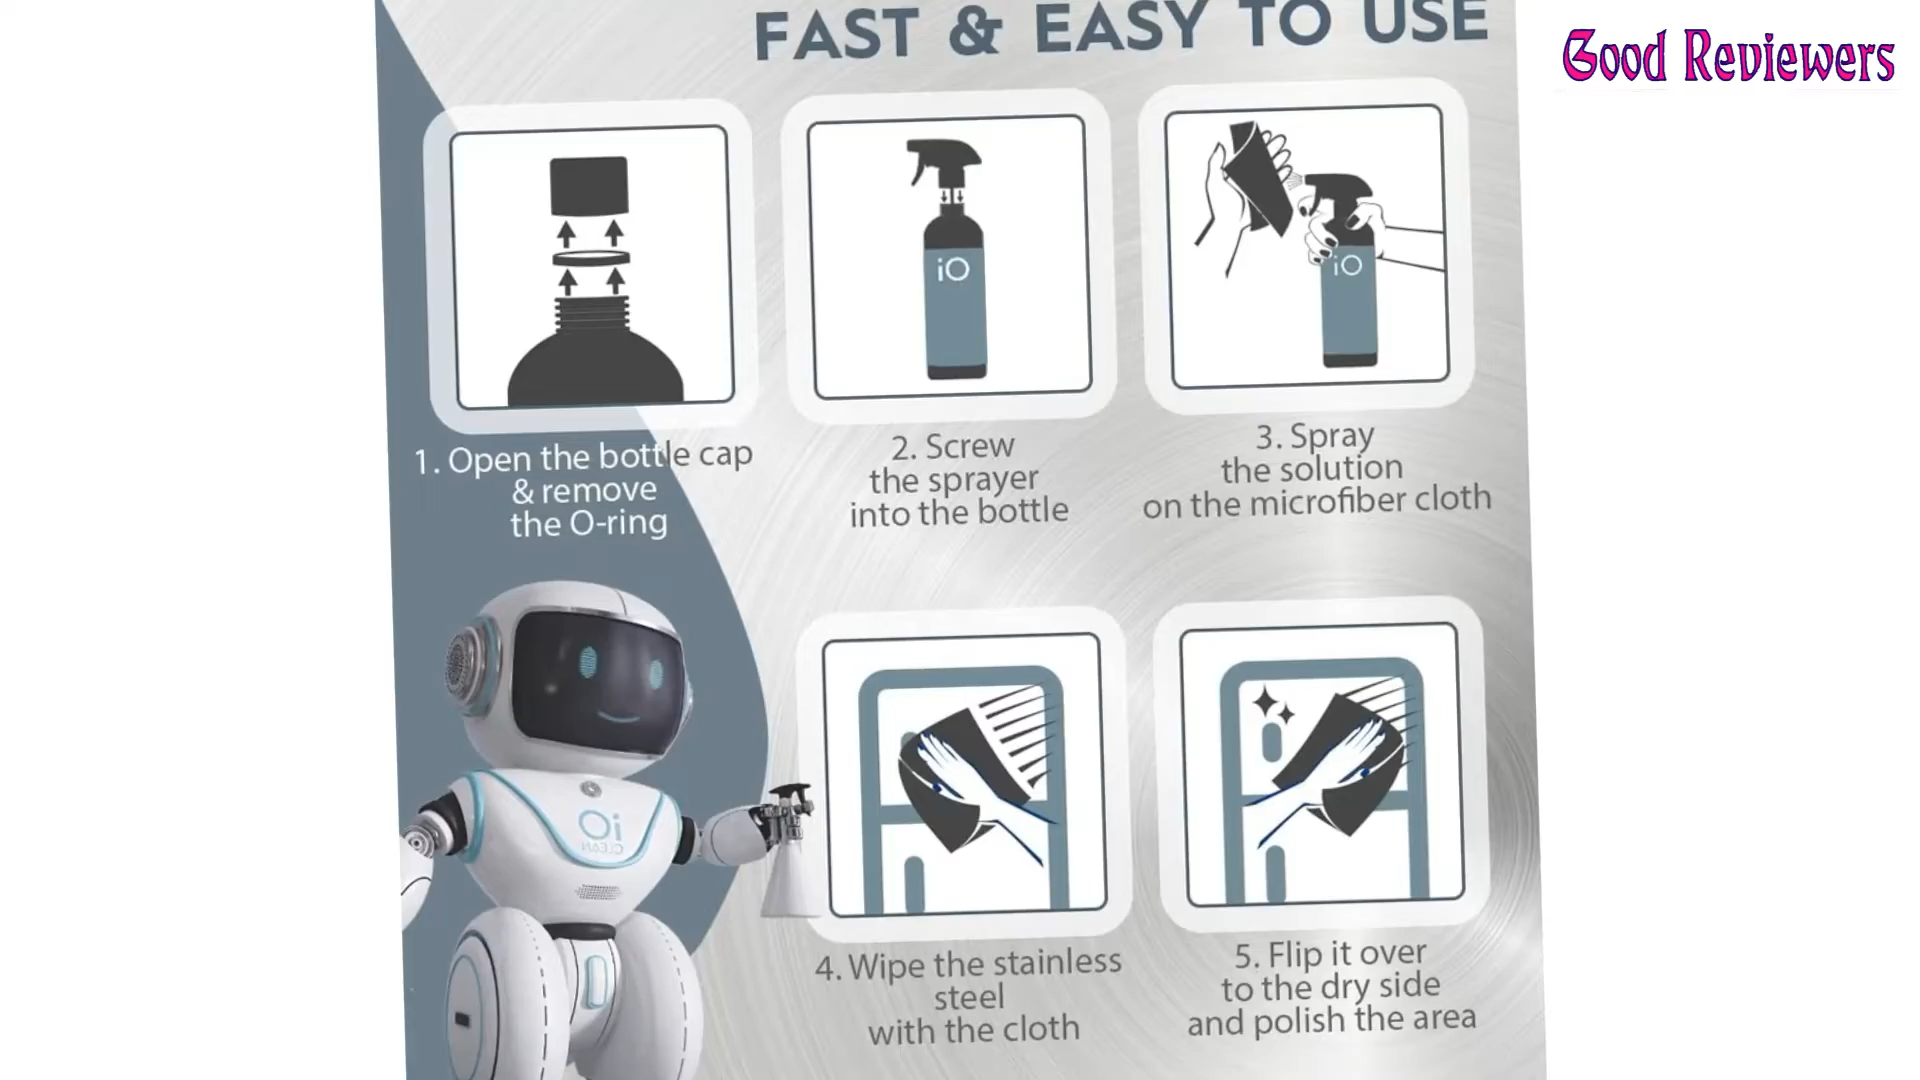 FAST & EASY TO USE
Good Reviewers
iO
iO
1. Open the bottle cap
& remove
the O-ring
2. Screw
the sprayer
into the bottle
3. Spray
the solution
on the microfiber cloth
Oi
CLEAN
4. Wipe the stainless
steel
with the cloth
5. Flip it over
to the dry side
and polish the area